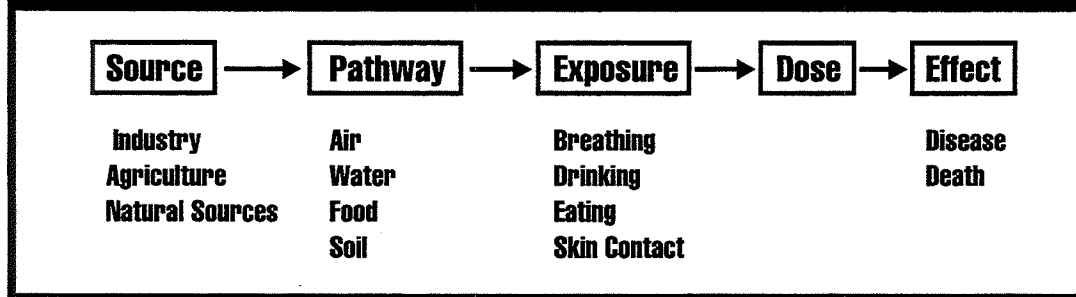 Source Pathway Exposure Dose Effect
Industry Air Breathing Disease
Agriculture Water Drinking Death
Natural Sources Food Eating
Soil Skin Contact